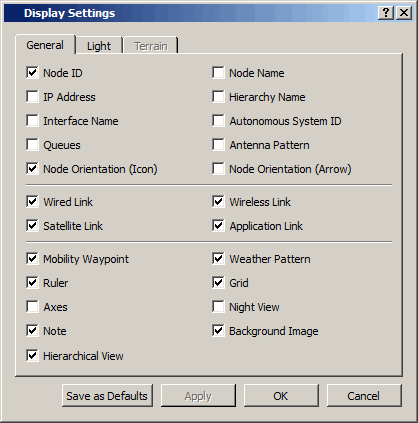 Display Settings
General Light Terrain
Node ID Node Name
IP Address Hierarchy Name
Interface Name Autonomous System ID
Queues Antenna Pattern
Node Orientation (Icon) Node Orientation (Arrow)
Wired Link Wireless Link
Satellite Link Application Link
Mobility Waypoint Weather Pattern
Ruler Grid
Axes Night View
Note Background Image
Hierarchical View
Save as Defaults Apply OK Cancel